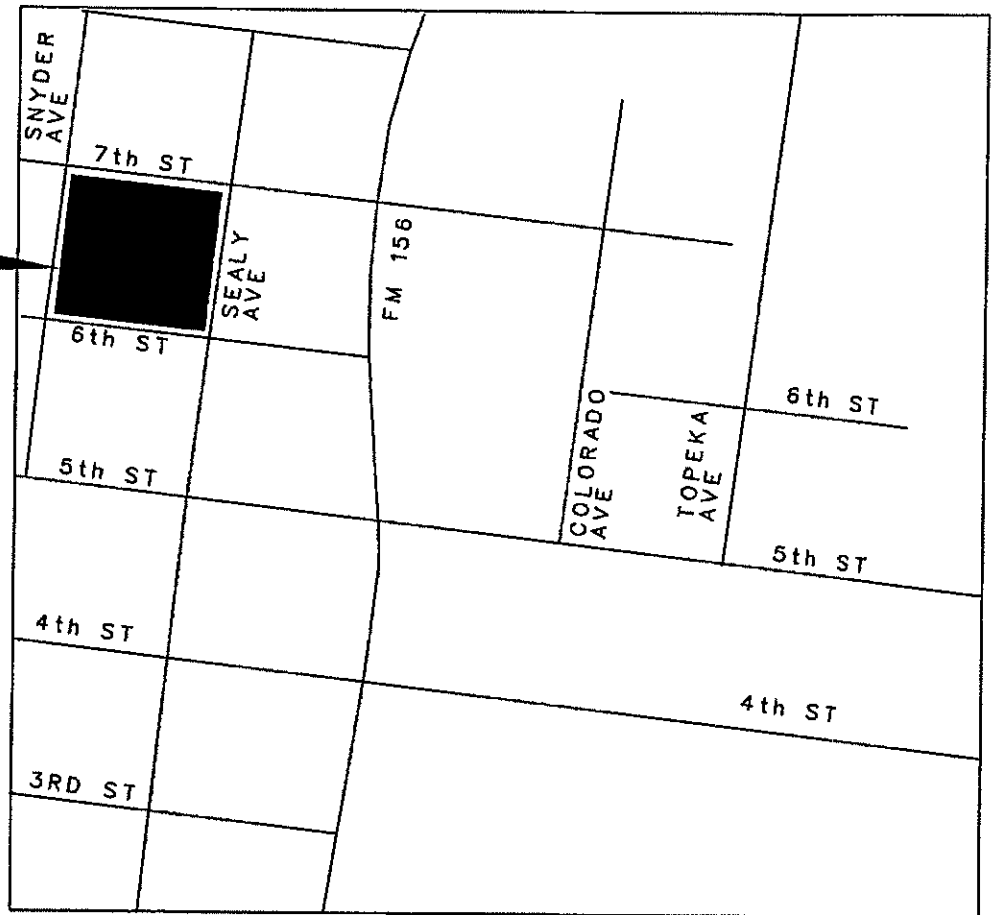 SNYDER
AVE
7th ST
SEALY
AVE
FM 156
6th ST
6th ST
COLORADO
AVE
TOPEKA
AVE
5th ST
5th ST
4th ST
4th ST
3RD ST